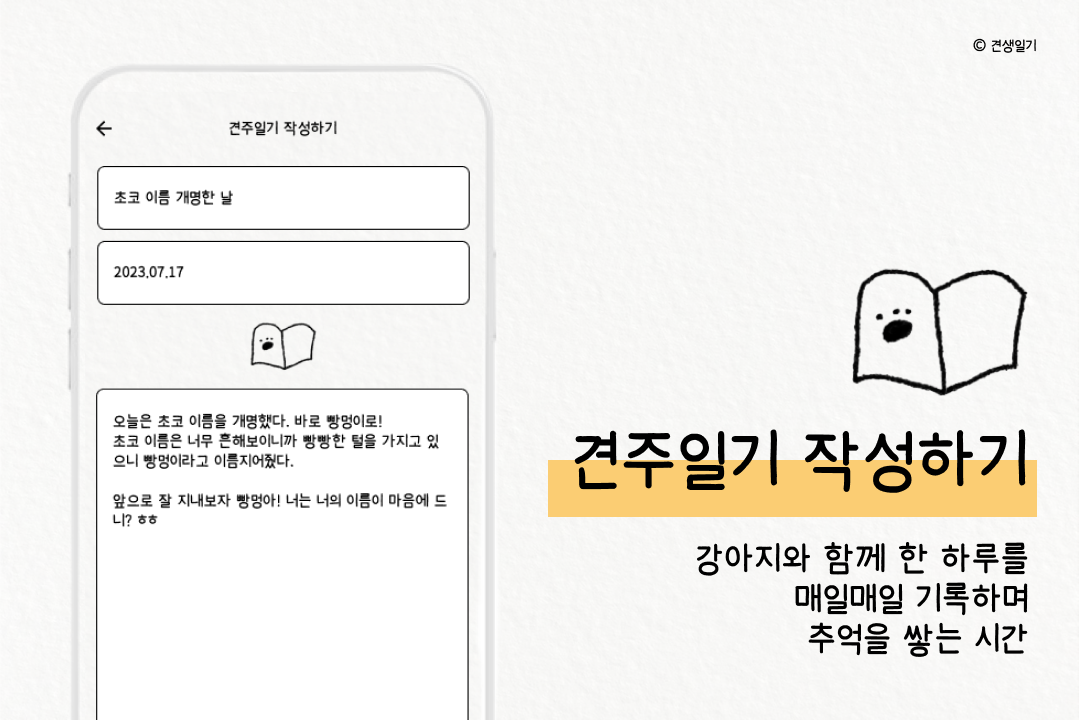 © 견생일기
견주일기 작성하기
초코 이름 개명한 날
2023.07.17
오늘은 초코 이름을 개명했다. 바로 빵멍이로!
초코 이름은 너무 흔해보이니까 빵빵한 털을 가지고 있
으니 빵멍이라고 이름지어줬다.
앞으로 잘 지내보자 빵멍아! 너는 너의 이름이 마음에 드
니? ㅎㅎ
견주일기 작성하기
강아지와 함께 한 하루를
매일매일 기록하며
추억을 쌓는 시간